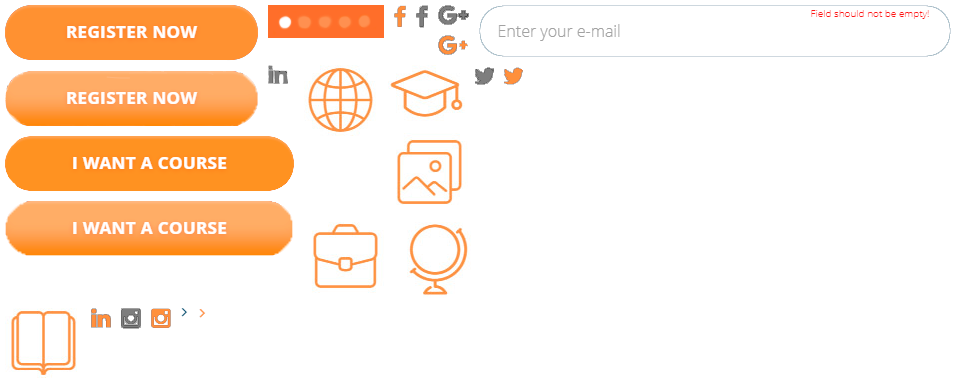 REGISTER NOW
Field should not be empty!
Enter your e-mail
REGISTER NOW
I WANT A COURSE
I WANT A COURSE